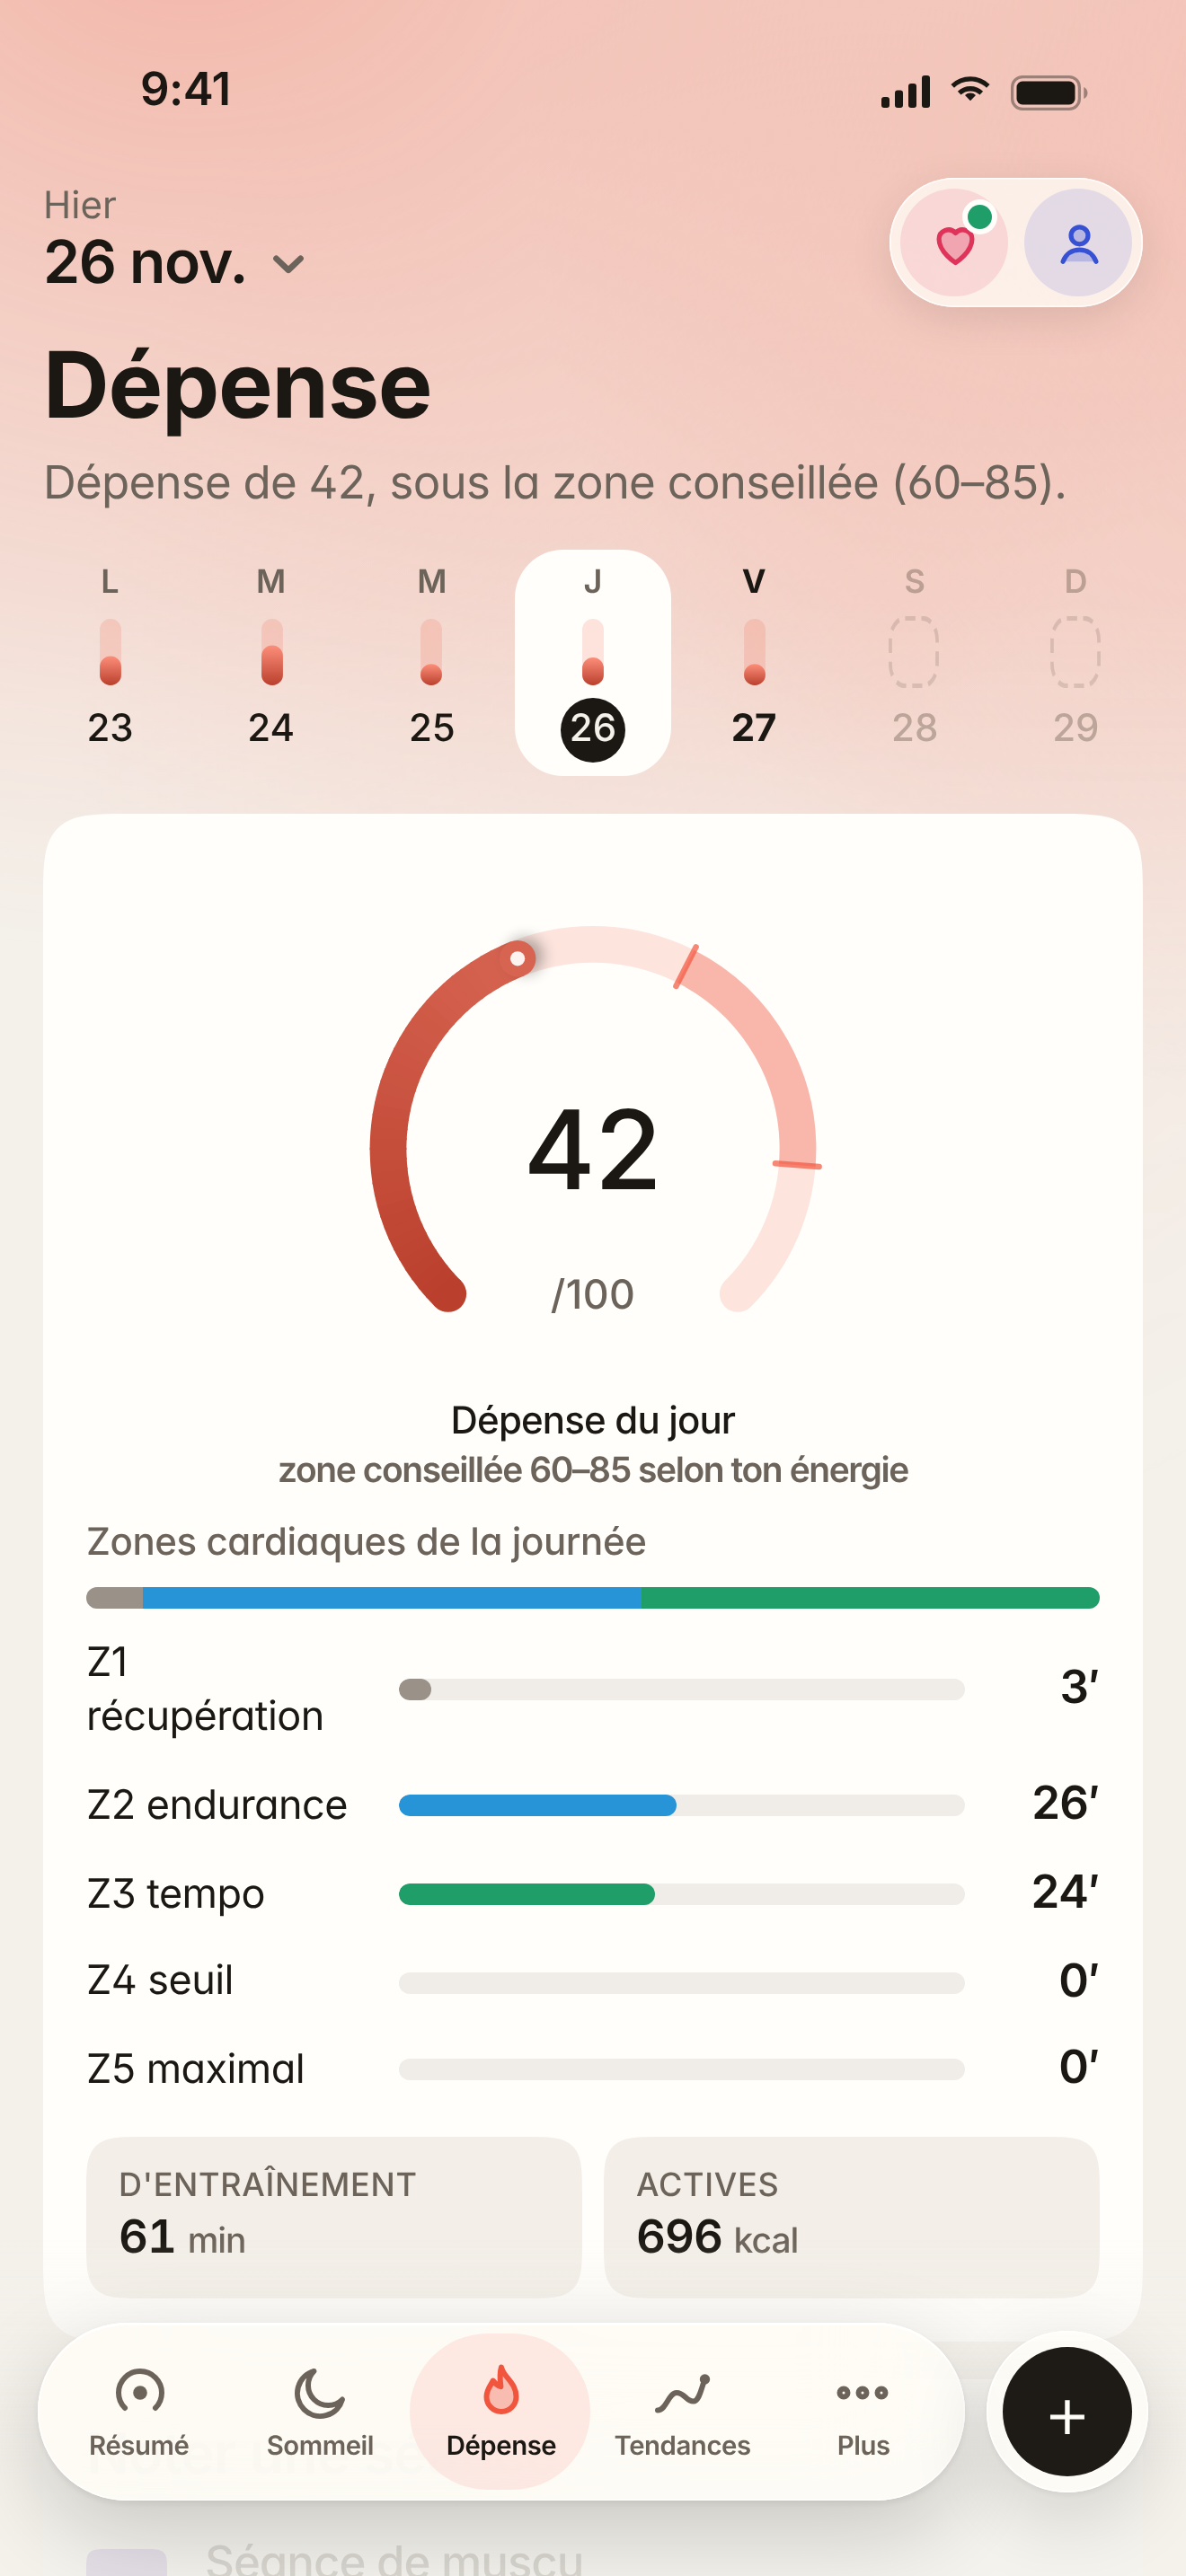 9:41
Hier
26 nov.
Dépense
Dépense de 42, sous la zone conseillée (60–85).
L M M J V S D
23 24 25 26 27 28 29
42
/100
Dépense du jour
zone conseillée 60–85 selon ton énergie
Zones cardiaques de la journée
Z1 récupération 3′
Z2 endurance 26′
Z3 tempo 24′
Z4 seuil 0′
Z5 maximal 0′
D'ENTRAÎNEMENT
61 min
ACTIVES
696 kcal
Résumé Sommeil Dépense Tendances Plus
Séance de muscu